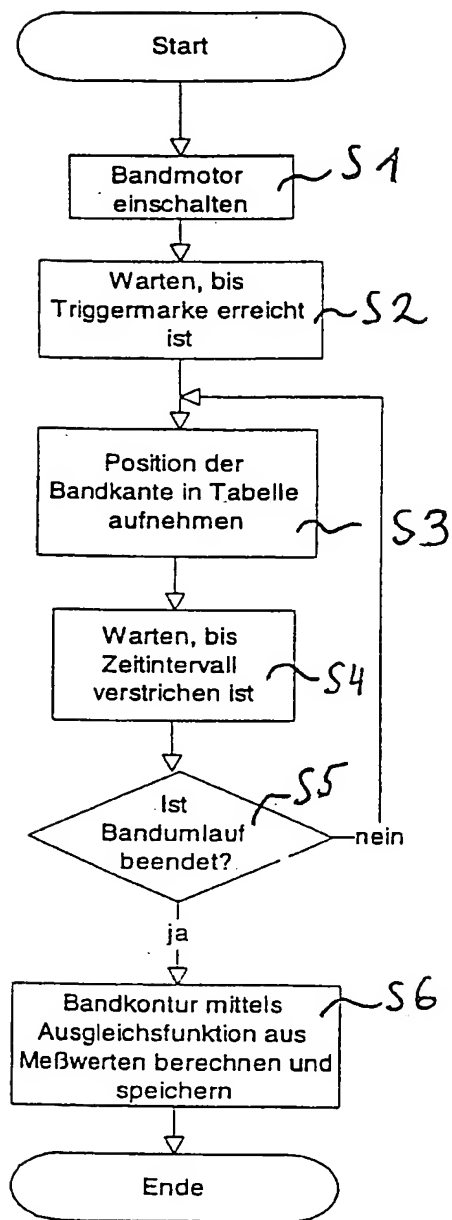 Start
Bandmotor
einschalten
S1
Warten, bis
Triggermarke erreicht
ist
S2
Position der
Bandkante in Tabelle
aufnehmen
S3
Warten, bis
Zeitintervall
verstrichen ist
S4
Ist
Bandumlauf
beendet?
S5
nein
ja
Bandkontur mittels
Ausgleichsfunktion aus
Meßwerten berechnen und
speichern
S6
Ende